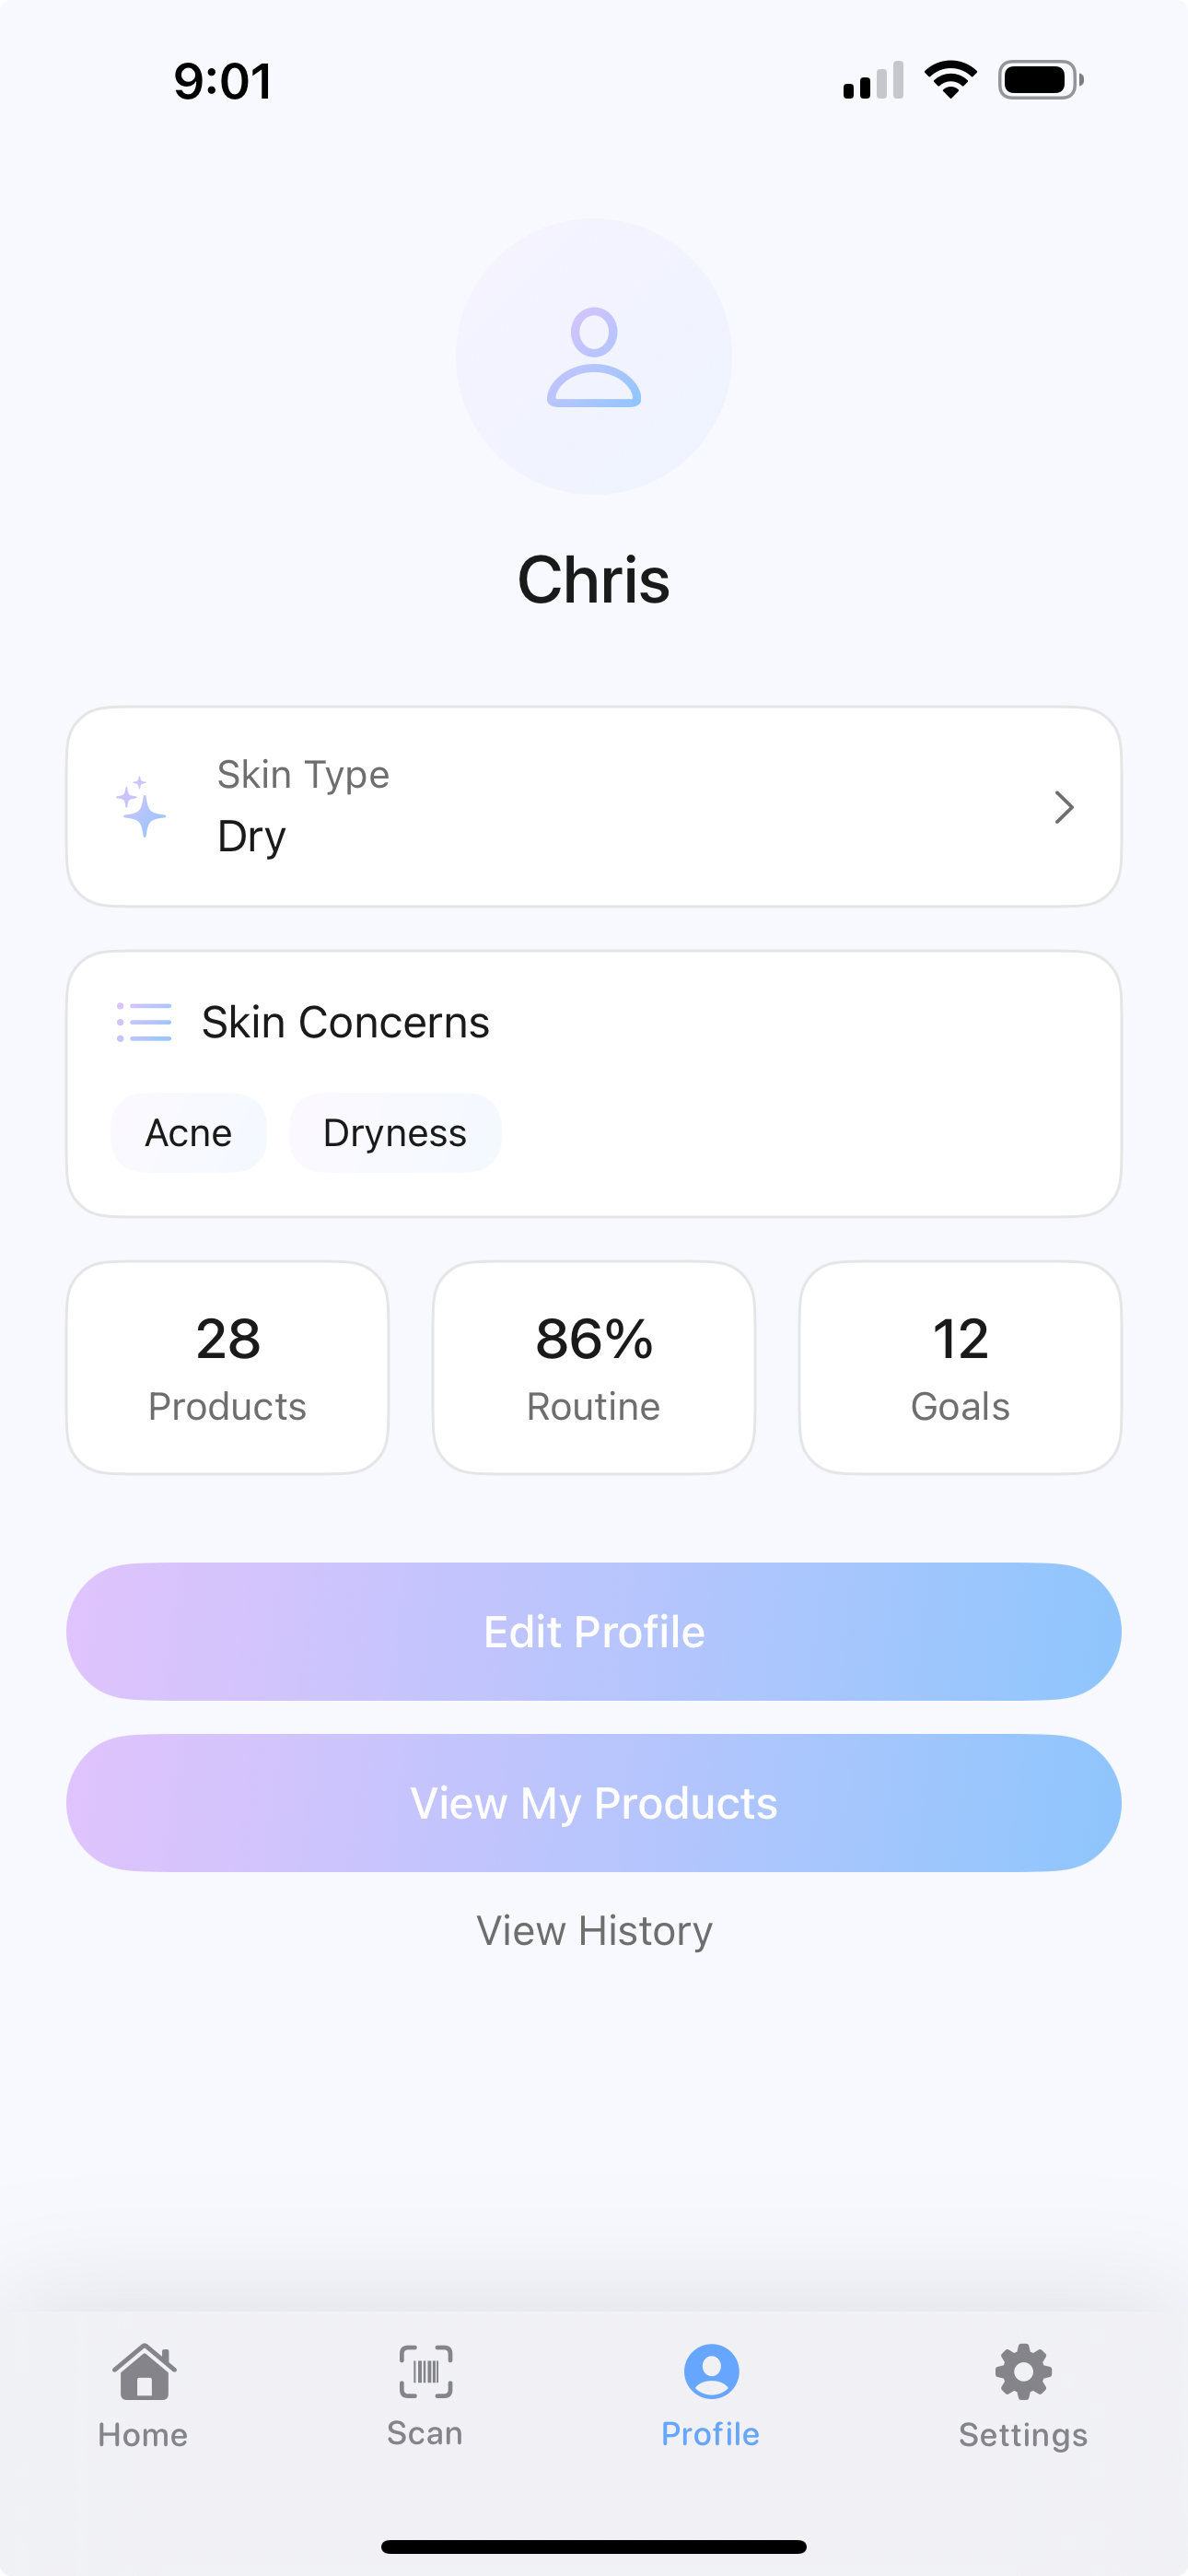 9:01
Chris
Skin Type
Dry
Skin Concerns
Acne Dryness
28 86% 12
Products Routine Goals
Edit Profile
View My Products
View History
Home Scan Profile Settings